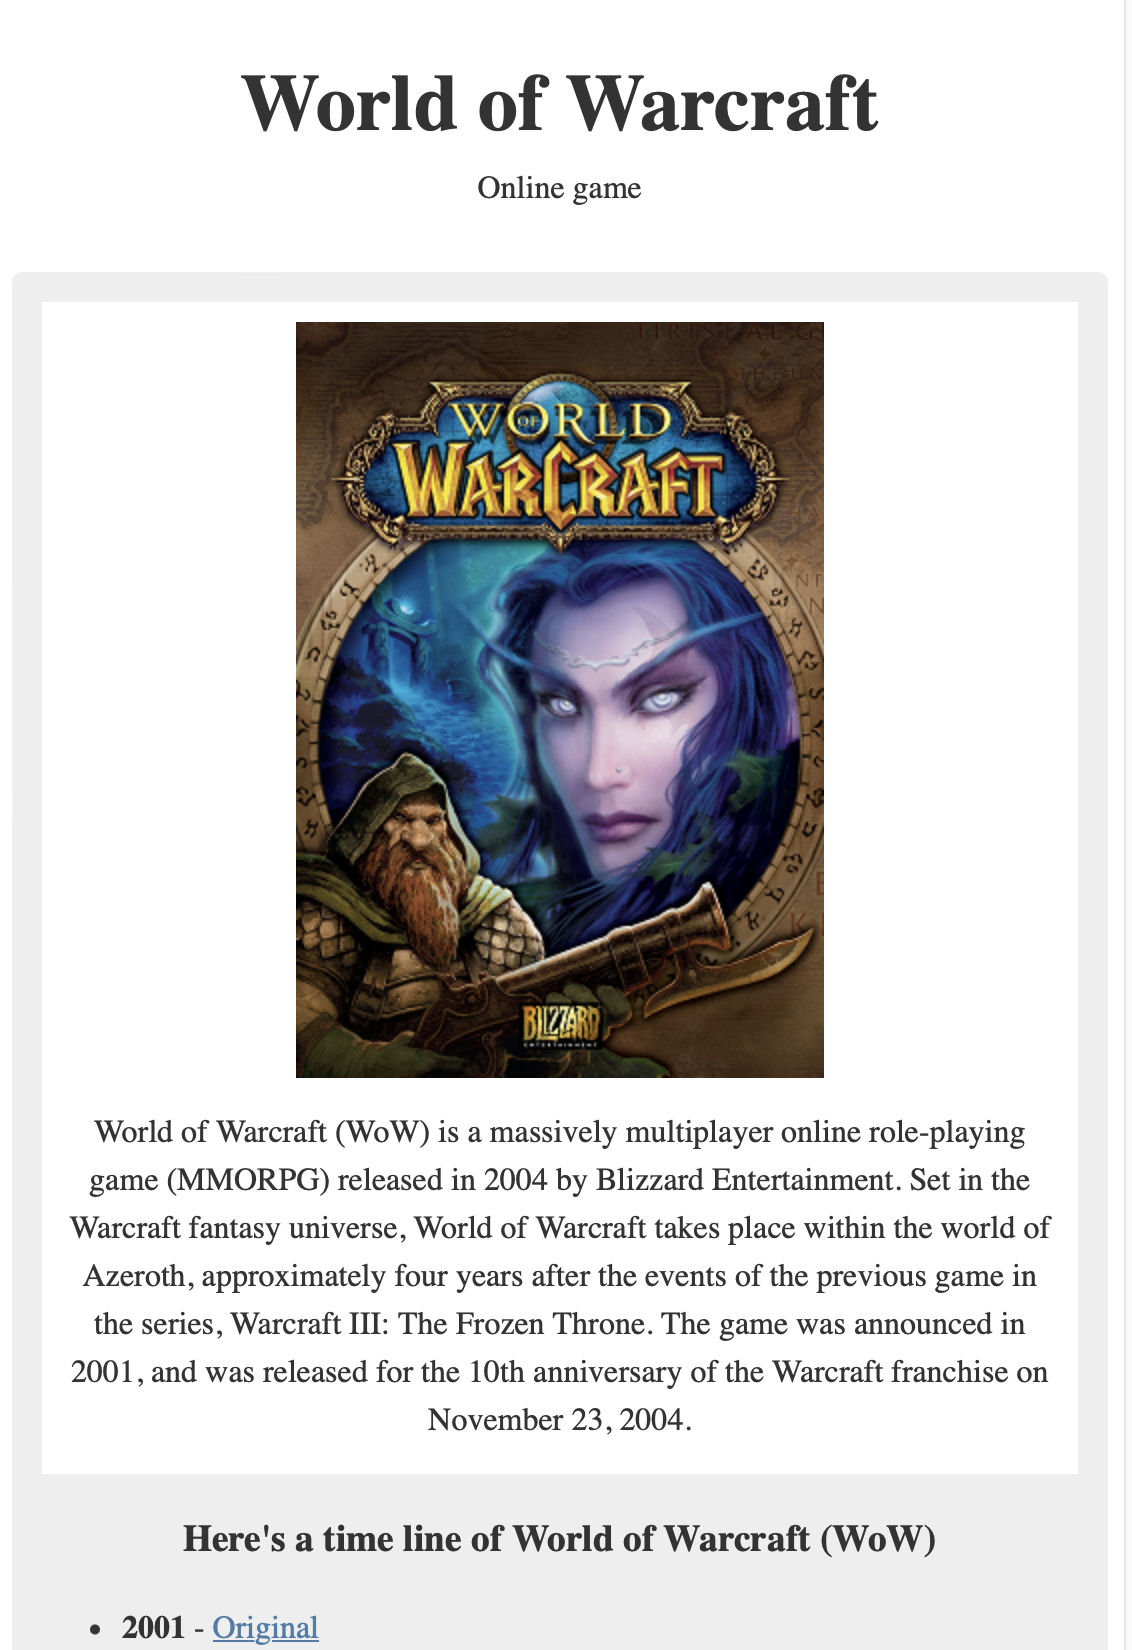 World of Warcraft
Online game
TIRISFAL G
WORLD
OF
WARCRAFT
BLIZZARD
ENTERTAINMENT
World of Warcraft (WoW) is a massively multiplayer online role-playing
game (MMORPG) released in 2004 by Blizzard Entertainment. Set in the
Warcraft fantasy universe, World of Warcraft takes place within the world of
Azeroth, approximately four years after the events of the previous game in
the series, Warcraft III: The Frozen Throne. The game was announced in
2001, and was released for the 10th anniversary of the Warcraft franchise on
November 23, 2004.
Here's a time line of World of Warcraft (WoW)
• 2001 - Original